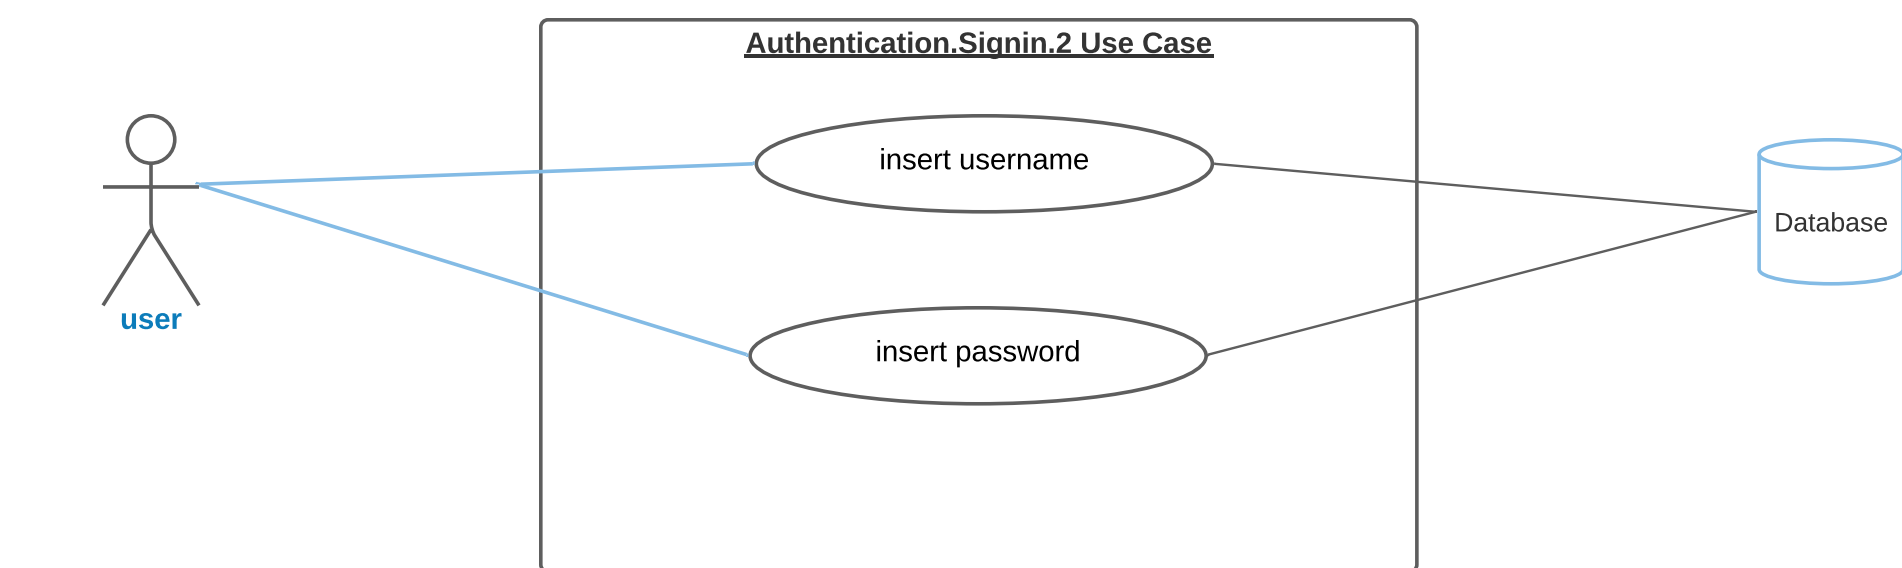 Authentication.Signin.2 Use Case
insert username
Database
user
insert password